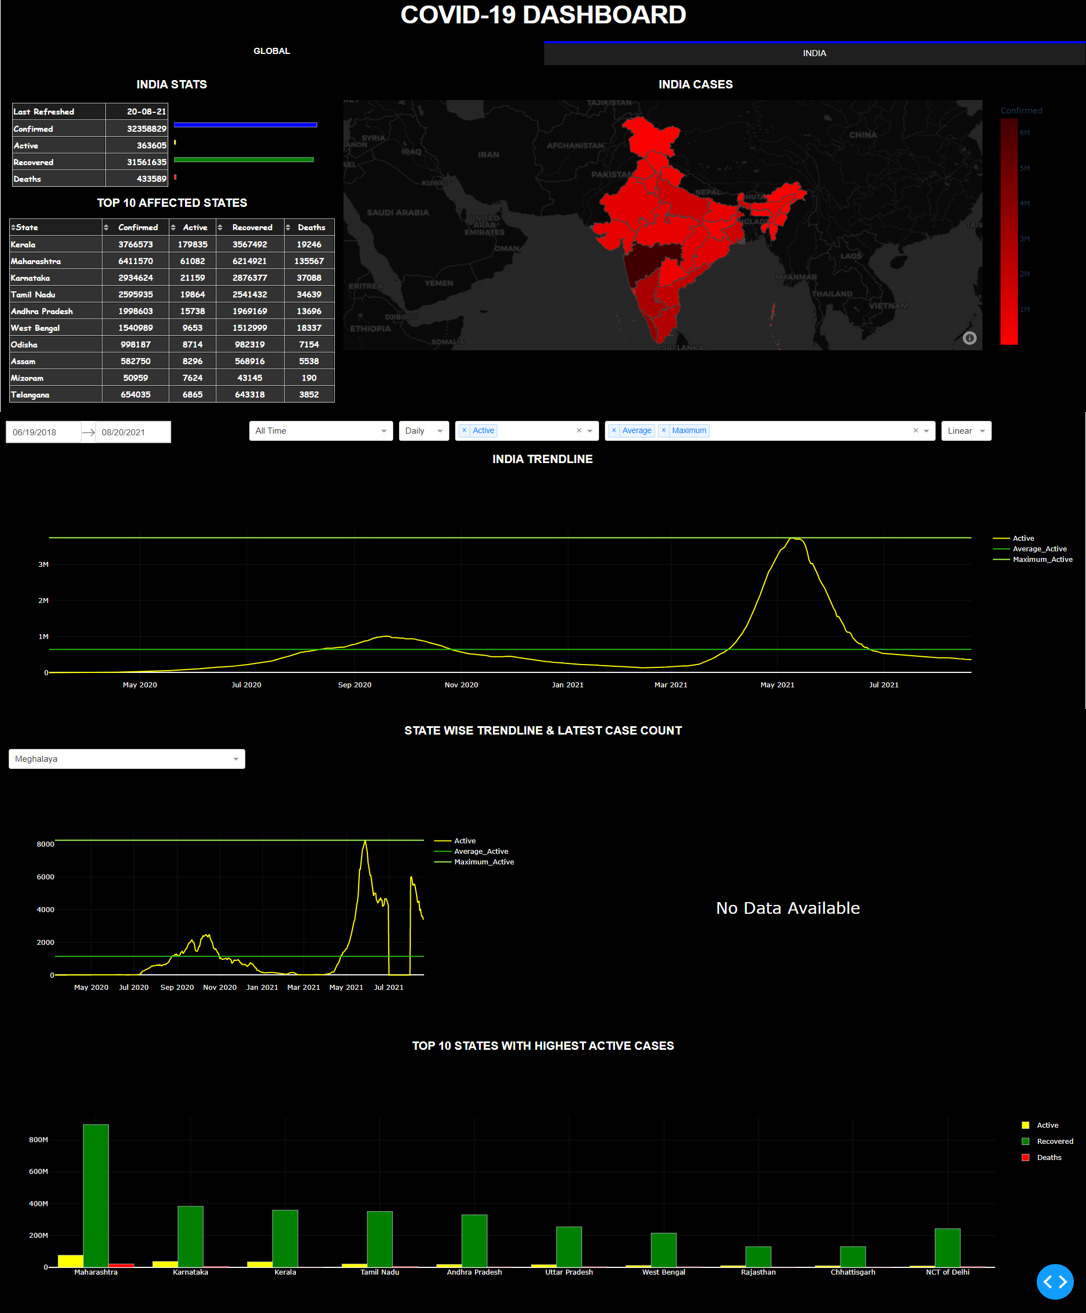 COVID-19 DASHBOARD
GLOBAL
INDIA
INDIA STATS
Last Refreshed 20-08-21
Confirmed 32358829
Active 363605
Recovered 31561635
Deaths 433589
TOP 10 AFFECTED STATES
State Confirmed Active Recovered Deaths
Kerala 3766573 179835 3567492 19246
Maharashtra 6411570 61082 6214921 135567
Karnataka 2934624 21159 2876377 37088
Tamil Nadu 2595935 19864 2541432 34639
Andhra Pradesh 1998603 15738 1969169 13696
West Bengal 1540989 9653 1512999 18337
Odisha 998187 8714 982319 7154
Assam 582750 8296 568916 5538
Mizoram 50959 7624 43145 190
Telangana 654035 6865 643318 3852
INDIA CASES
TAJIKISTAN
CHINA
SYRIA
IRAQ
IRAN
AFGHANISTAN
PAKISTAN
NEPAL
SAUDI ARABIA
UNITED
ARAB
EMIRATES
OMAN
MYANMAR
LAOS
THAILAND
VIETNAM
YEMEN
ERITREA
ETHIOPIA
Confirmed
6M
5M
4M
3M
2M
1M
06/19/2018 → 08/20/2021
All Time
Daily
× Active ×
× Average × Maximum ×
Linear
INDIA TRENDLINE
3M
2M
1M
0
May 2020 Jul 2020 Sep 2020 Nov 2020 Jan 2021 Mar 2021 May 2021 Jul 2021
Active
Average_Active
Maximum_Active
STATE WISE TRENDLINE & LATEST CASE COUNT
Meghalaya
8000
6000
4000
2000
0
May 2020 Jul 2020 Sep 2020 Nov 2020 Jan 2021 Mar 2021 May 2021 Jul 2021
Active
Average_Active
Maximum_Active
No Data Available
TOP 10 STATES WITH HIGHEST ACTIVE CASES
800M
600M
400M
200M
0
Maharashtra Karnataka Kerala Tamil Nadu Andhra Pradesh Uttar Pradesh West Bengal Rajasthan Chhattisgarh NCT of Delhi
Active
Recovered
Deaths